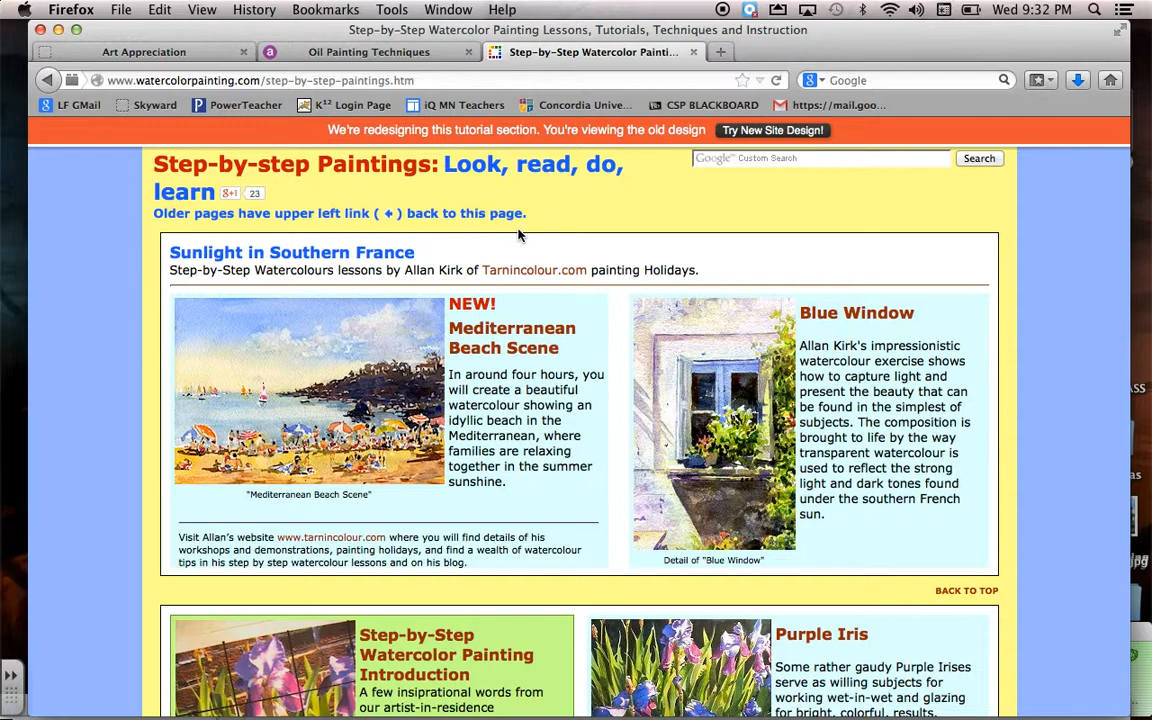 Firefox File Edit View History Bookmarks Tools Window Help Wed 9:32 PM
Step-by-Step Watercolor Painting Lessons, Tutorials, Techniques and Instruction
Art Appreciation Oil Painting Techniques Step-by-Step Watercolor Painti...
www.watercolorpainting.com/step-by-step-paintings.htm Google
LF GMail Skyward PowerTeacher K¹² Login Page iQ MN Teachers Concordia Unive... CSP BLACKBOARD https://mail.goo...
We're redesigning this tutorial section. You're viewing the old design Try New Site Design!
Step-by-step Paintings: Look, read, do,
learn +1 23
Google™ Custom Search Search
Older pages have upper left link ( ← ) back to this page.
Sunlight in Southern France
Step-by-Step Watercolours lessons by Allan Kirk of Tarnincolour.com painting Holidays.
NEW!
Mediterranean
Beach Scene
In around four hours, you
will create a beautiful
watercolour showing an
idyllic beach in the
Mediterranean, where
families are relaxing
together in the summer
sunshine.
"Mediterranean Beach Scene"
Visit Allan's website www.tarnincolour.com where you will find details of his
workshops and demonstrations, painting holidays, and find a wealth of watercolour
tips in his step by step watercolour lessons and on his blog.
Blue Window
Allan Kirk's impressionistic
watercolour exercise shows
how to capture light and
present the beauty that can
be found in the simplest of
subjects. The composition is
brought to life by the way
transparent watercolour is
used to reflect the strong
light and dark tones found
under the southern French
sun.
Detail of "Blue Window"
BACK TO TOP
Step-by-Step
Watercolor Painting
Introduction
A few insipirational words from
our artist-in-residence
Purple Iris
Some rather gaudy Purple Irises
serve as willing subjects for
working wet-in-wet and glazing
for bright, colorful, results.